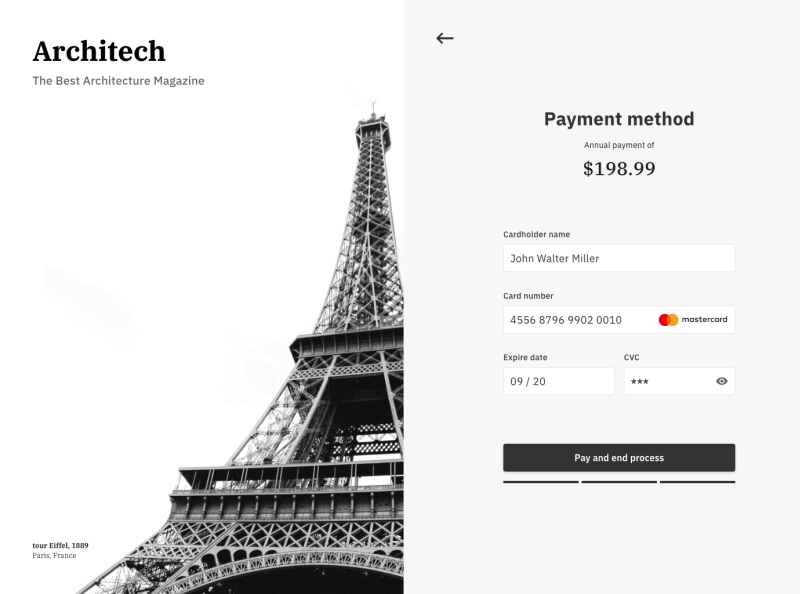 Architech
The Best Architecture Magazine
tour Eiffel, 1889
Paris, France
Payment method
Annual payment of
$198.99
Cardholder name
John Walter Miller
Card number
4556 8796 9902 0010 mastercard
Expire date CVC
09 / 20 ***
Pay and end process